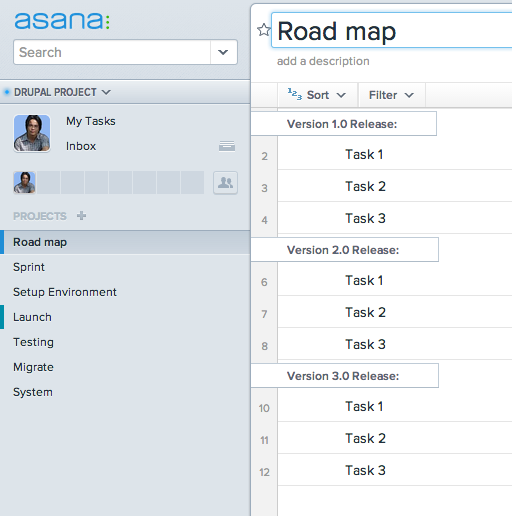 asana:
Search
DRUPAL PROJECT
My Tasks
Inbox
PROJECTS +
Road map
Sprint
Setup Environment
Launch
Testing
Migrate
System
Road map
add a description
123 Sort
Filter
Version 1.0 Release:
2 Task 1
3 Task 2
4 Task 3
Version 2.0 Release:
6 Task 1
7 Task 2
8 Task 3
Version 3.0 Release:
10 Task 1
11 Task 2
12 Task 3